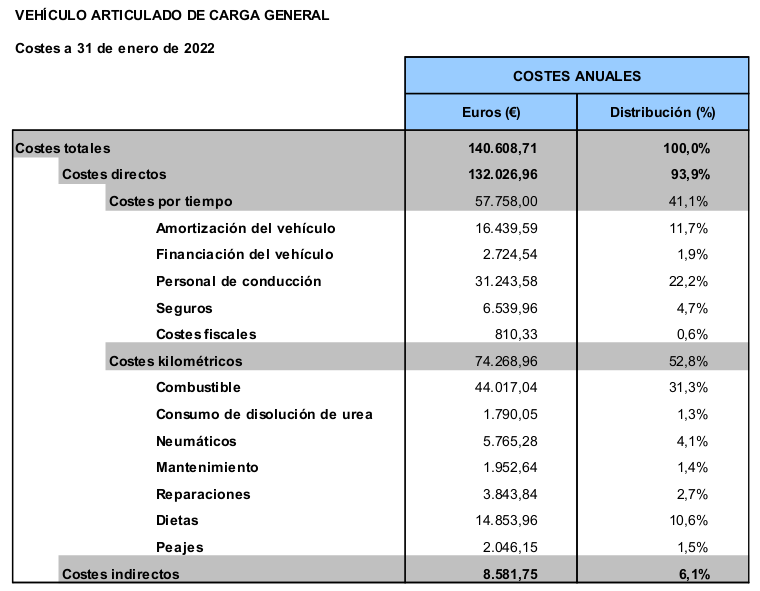 VEHÍCULO ARTICULADO DE CARGA GENERAL
Costes a 31 de enero de 2022
COSTES ANUALES
Euros (€) Distribución (%)
Costes totales 140.608,71 100,0%
Costes directos 132.026,96 93,9%
Costes por tiempo 57.758,00 41,1%
Amortización del vehículo 16.439,59 11,7%
Financiación del vehículo 2.724,54 1,9%
Personal de conducción 31.243,58 22,2%
Seguros 6.539,96 4,7%
Costes fiscales 810,33 0,6%
Costes kilométricos 74.268,96 52,8%
Combustible 44.017,04 31,3%
Consumo de disolución de urea 1.790,05 1,3%
Neumáticos 5.765,28 4,1%
Mantenimiento 1.952,64 1,4%
Reparaciones 3.843,84 2,7%
Dietas 14.853,96 10,6%
Peajes 2.046,15 1,5%
Costes indirectos 8.581,75 6,1%